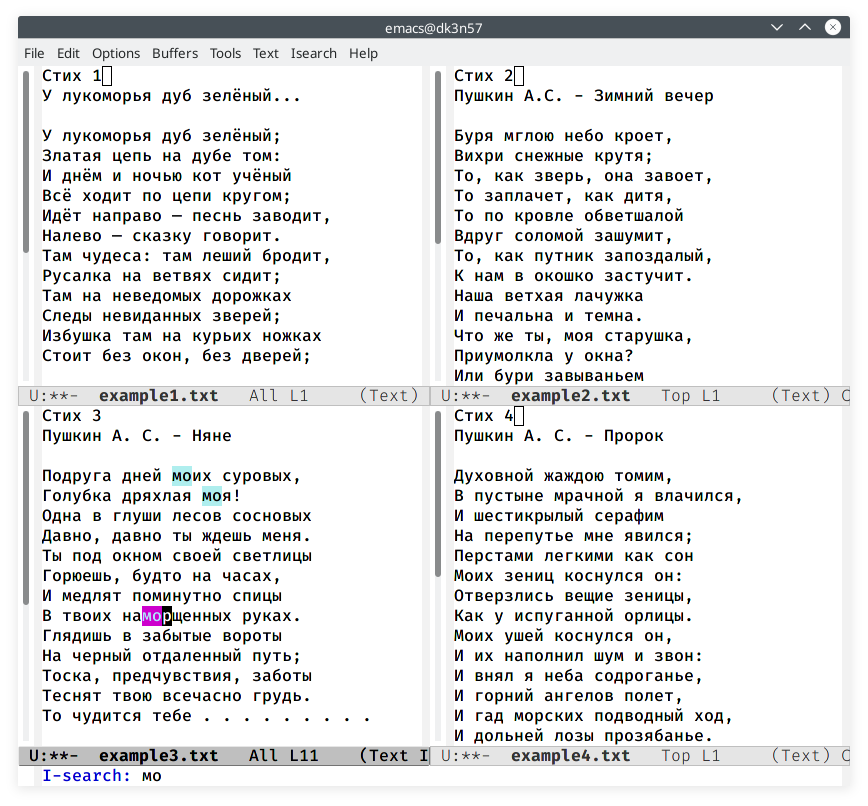 emacs@dk3n57
File Edit Options Buffers Tools Text Isearch Help
Стих 1
У лукоморья дуб зелёный...
У лукоморья дуб зелёный;
Златая цепь на дубе том:
И днём и ночью кот учёный
Всё ходит по цепи кругом;
Идёт направо — песнь заводит,
Налево — сказку говорит.
Там чудеса: там леший бродит,
Русалка на ветвях сидит;
Там на неведомых дорожках
Следы невиданных зверей;
Избушка там на курьих ножках
Стоит без окон, без дверей;
U:**- example1.txt All L1 (Text)
Стих 2
Пушкин А.С. - Зимний вечер
Буря мглою небо кроет,
Вихри снежные крутя;
То, как зверь, она завоет,
То заплачет, как дитя,
То по кровле обветшалой
Вдруг соломой зашумит,
То, как путник запоздалый,
К нам в окошко застучит.
Наша ветхая лачужка
И печальна и темна.
Что же ты, моя старушка,
Приумолкла у окна?
Или бури завываньем
U:**- example2.txt Top L1 (Text) C
Стих 3
Пушкин А. С. - Няне
Подруга дней моих суровых,
Голубка дряхлая моя!
Одна в глуши лесов сосновых
Давно, давно ты ждешь меня.
Ты под окном своей светлицы
Горюешь, будто на часах,
И медлят поминутно спицы
В твоих наморщенных руках.
Глядишь в забытые вороты
На черный отдаленный путь;
Тоска, предчувствия, заботы
Теснят твою всечасно грудь.
То чудится тебе . . . . . . . . .
U:**- example3.txt All L11 (Text I
Стих 4
Пушкин А. С. - Пророк
Духовной жаждою томим,
В пустыне мрачной я влачился,
И шестикрылый серафим
На перепутье мне явился;
Перстами легкими как сон
Моих зениц коснулся он:
Отверзлись вещие зеницы,
Как у испуганной орлицы.
Моих ушей коснулся он,
И их наполнил шум и звон:
И внял я неба содроганье,
И горний ангелов полет,
И гад морских подводный ход,
И дольней лозы прозябанье.
U:**- example4.txt Top L1 (Text) C
I-search: мо